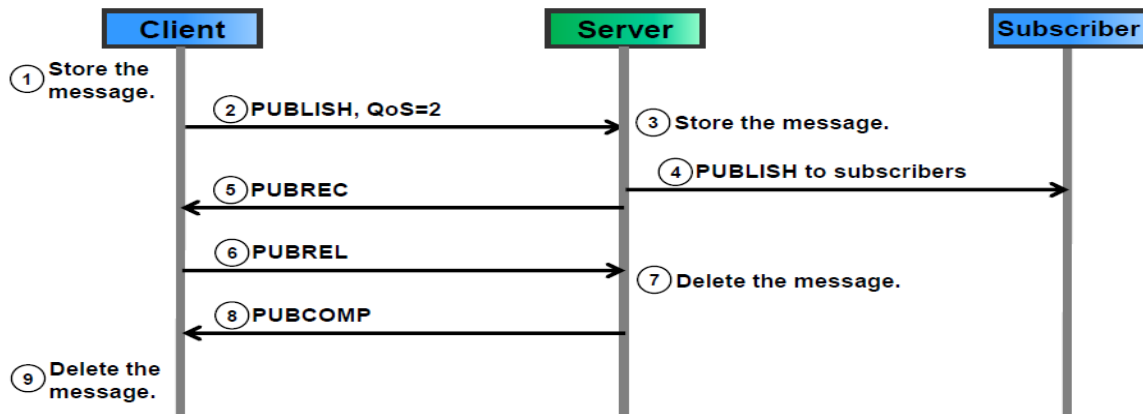 Client
Server
Subscriber
1 Store the
message.
2 PUBLISH, QoS=2
3 Store the message.
4 PUBLISH to subscribers
5 PUBREC
6 PUBREL
7 Delete the message.
8 PUBCOMP
9 Delete the
message.